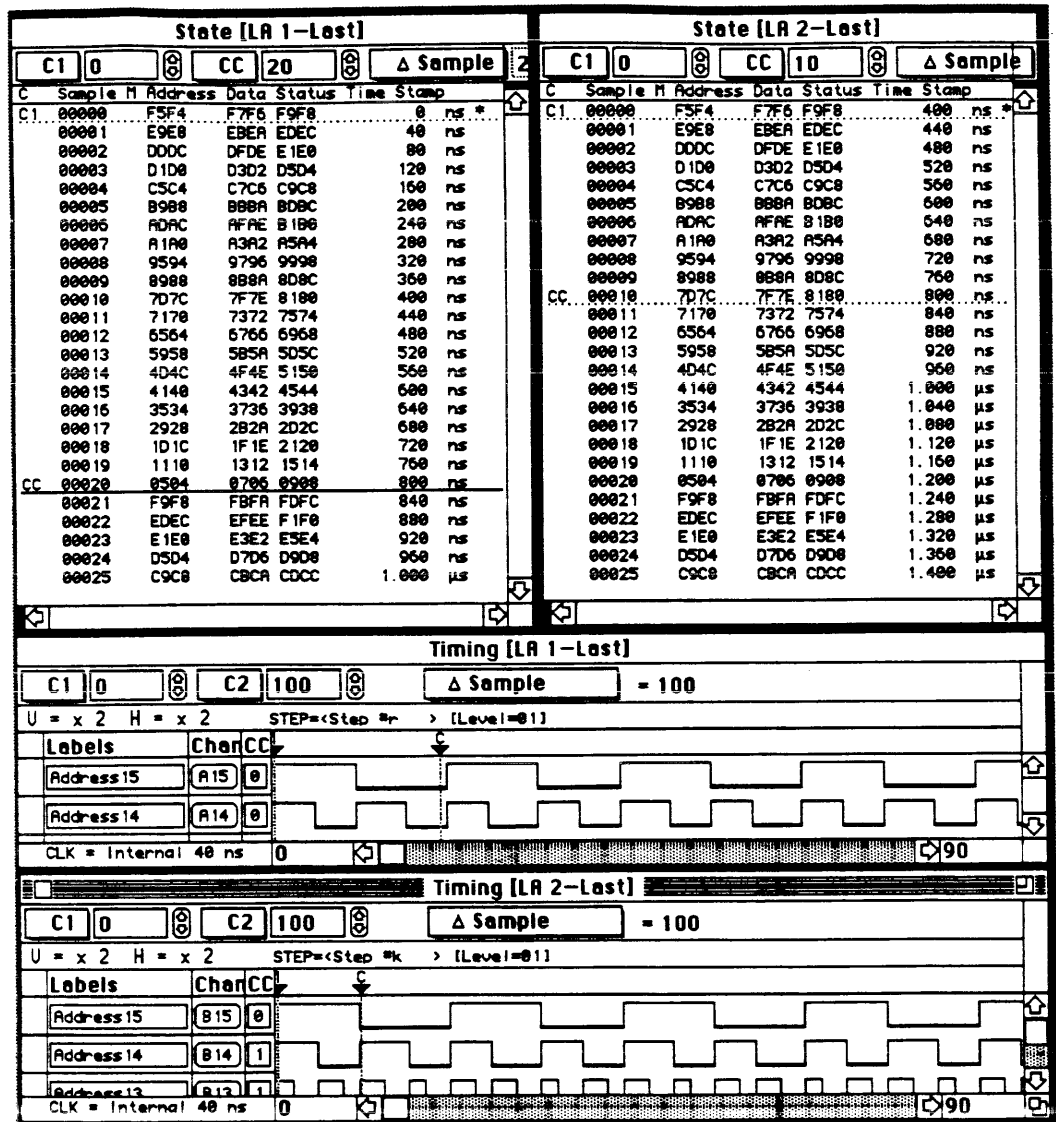 State [LA 1-Last]
C1 0 CC 20 Δ Sample 2
C Sample M Address Data Status Time Stamp
C1 00000 F5F4 F7F6 F9F8 0 ns *
00001 E9E8 EBEA EDEC 40 ns
00002 DDDC DFDE E1E0 80 ns
00003 D1D0 D3D2 D5D4 120 ns
00004 C5C4 C7C6 C9C8 160 ns
00005 B9B8 BBBA BDBC 200 ns
00006 ADAC AFAE B1B0 240 ns
00007 A1A0 A3A2 A5A4 280 ns
00008 9594 9796 9998 320 ns
00009 8988 8B8A 8D8C 360 ns
00010 7D7C 7F7E 8180 400 ns
00011 7170 7372 7574 440 ns
00012 6564 6766 6968 480 ns
00013 5958 5B5A 5D5C 520 ns
00014 4D4C 4F4E 5150 560 ns
00015 4140 4342 4544 600 ns
00016 3534 3736 3938 640 ns
00017 2928 2B2A 2D2C 680 ns
00018 1D1C 1F1E 2120 720 ns
00019 1110 1312 1514 760 ns
CC 00020 0504 0706 0908 800 ns
00021 F9F8 FBFA FDFC 840 ns
00022 EDEC EFEE F1F0 880 ns
00023 E1E0 E3E2 E5E4 920 ns
00024 D5D4 D7D6 D9D8 960 ns
00025 C9C8 CBCA CDCC 1.000 µs
State [LA 2-Last]
C1 0 CC 10 Δ Sample
C Sample M Address Data Status Time Stamp
C1 00000 F5F4 F7F6 F9F8 400 ns *
00001 E9E8 EBEA EDEC 440 ns
00002 DDDC DFDE E1E0 480 ns
00003 D1D0 D3D2 D5D4 520 ns
00004 C5C4 C7C6 C9C8 560 ns
00005 B9B8 BBBA BDBC 600 ns
00006 ADAC AFAE B1B0 640 ns
00007 A1A0 A3A2 A5A4 680 ns
00008 9594 9796 9998 720 ns
00009 8988 8B8A 8D8C 760 ns
CC 00010 7D7C 7F7E 8180 800 ns
00011 7170 7372 7574 840 ns
00012 6564 6766 6968 880 ns
00013 5958 5B5A 5D5C 920 ns
00014 4D4C 4F4E 5150 960 ns
00015 4140 4342 4544 1.000 µs
00016 3534 3736 3938 1.040 µs
00017 2928 2B2A 2D2C 1.080 µs
00018 1D1C 1F1E 2120 1.120 µs
00019 1110 1312 1514 1.160 µs
00020 0504 0706 0908 1.200 µs
00021 F9F8 FBFA FDFC 1.240 µs
00022 EDEC EFEE F1F0 1.280 µs
00023 E1E0 E3E2 E5E4 1.320 µs
00024 D5D4 D7D6 D9D8 1.360 µs
00025 C9C8 CBCA CDCC 1.400 µs
Timing [LA 1-Last]
C1 0 C2 100 Δ Sample = 100
V = x 2 H = x 2 STEP=<Step *r > [Level=01]
Labels Chan CC C
Address15 A15 0
Address14 A14 0
CLK = Internal 40 ns 0 90
Timing [LA 2-Last]
C1 0 C2 100 Δ Sample = 100
V = x 2 H = x 2 STEP=<Step *k > [Level=01]
Labels Chan CC C
Address15 B15 0
Address14 B14 1
Address13 B13 1
CLK = Internal 40 ns 0 90